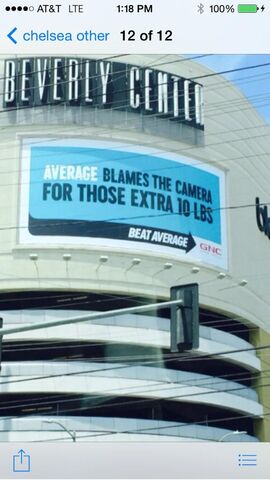 AT&T LTE 1:18 PM 100%
chelsea other 12 of 12
BEVERLY CENTER
AVERAGE BLAMES THE CAMERA
FOR THOSE EXTRA 10 LBS
BEAT AVERAGE GNC